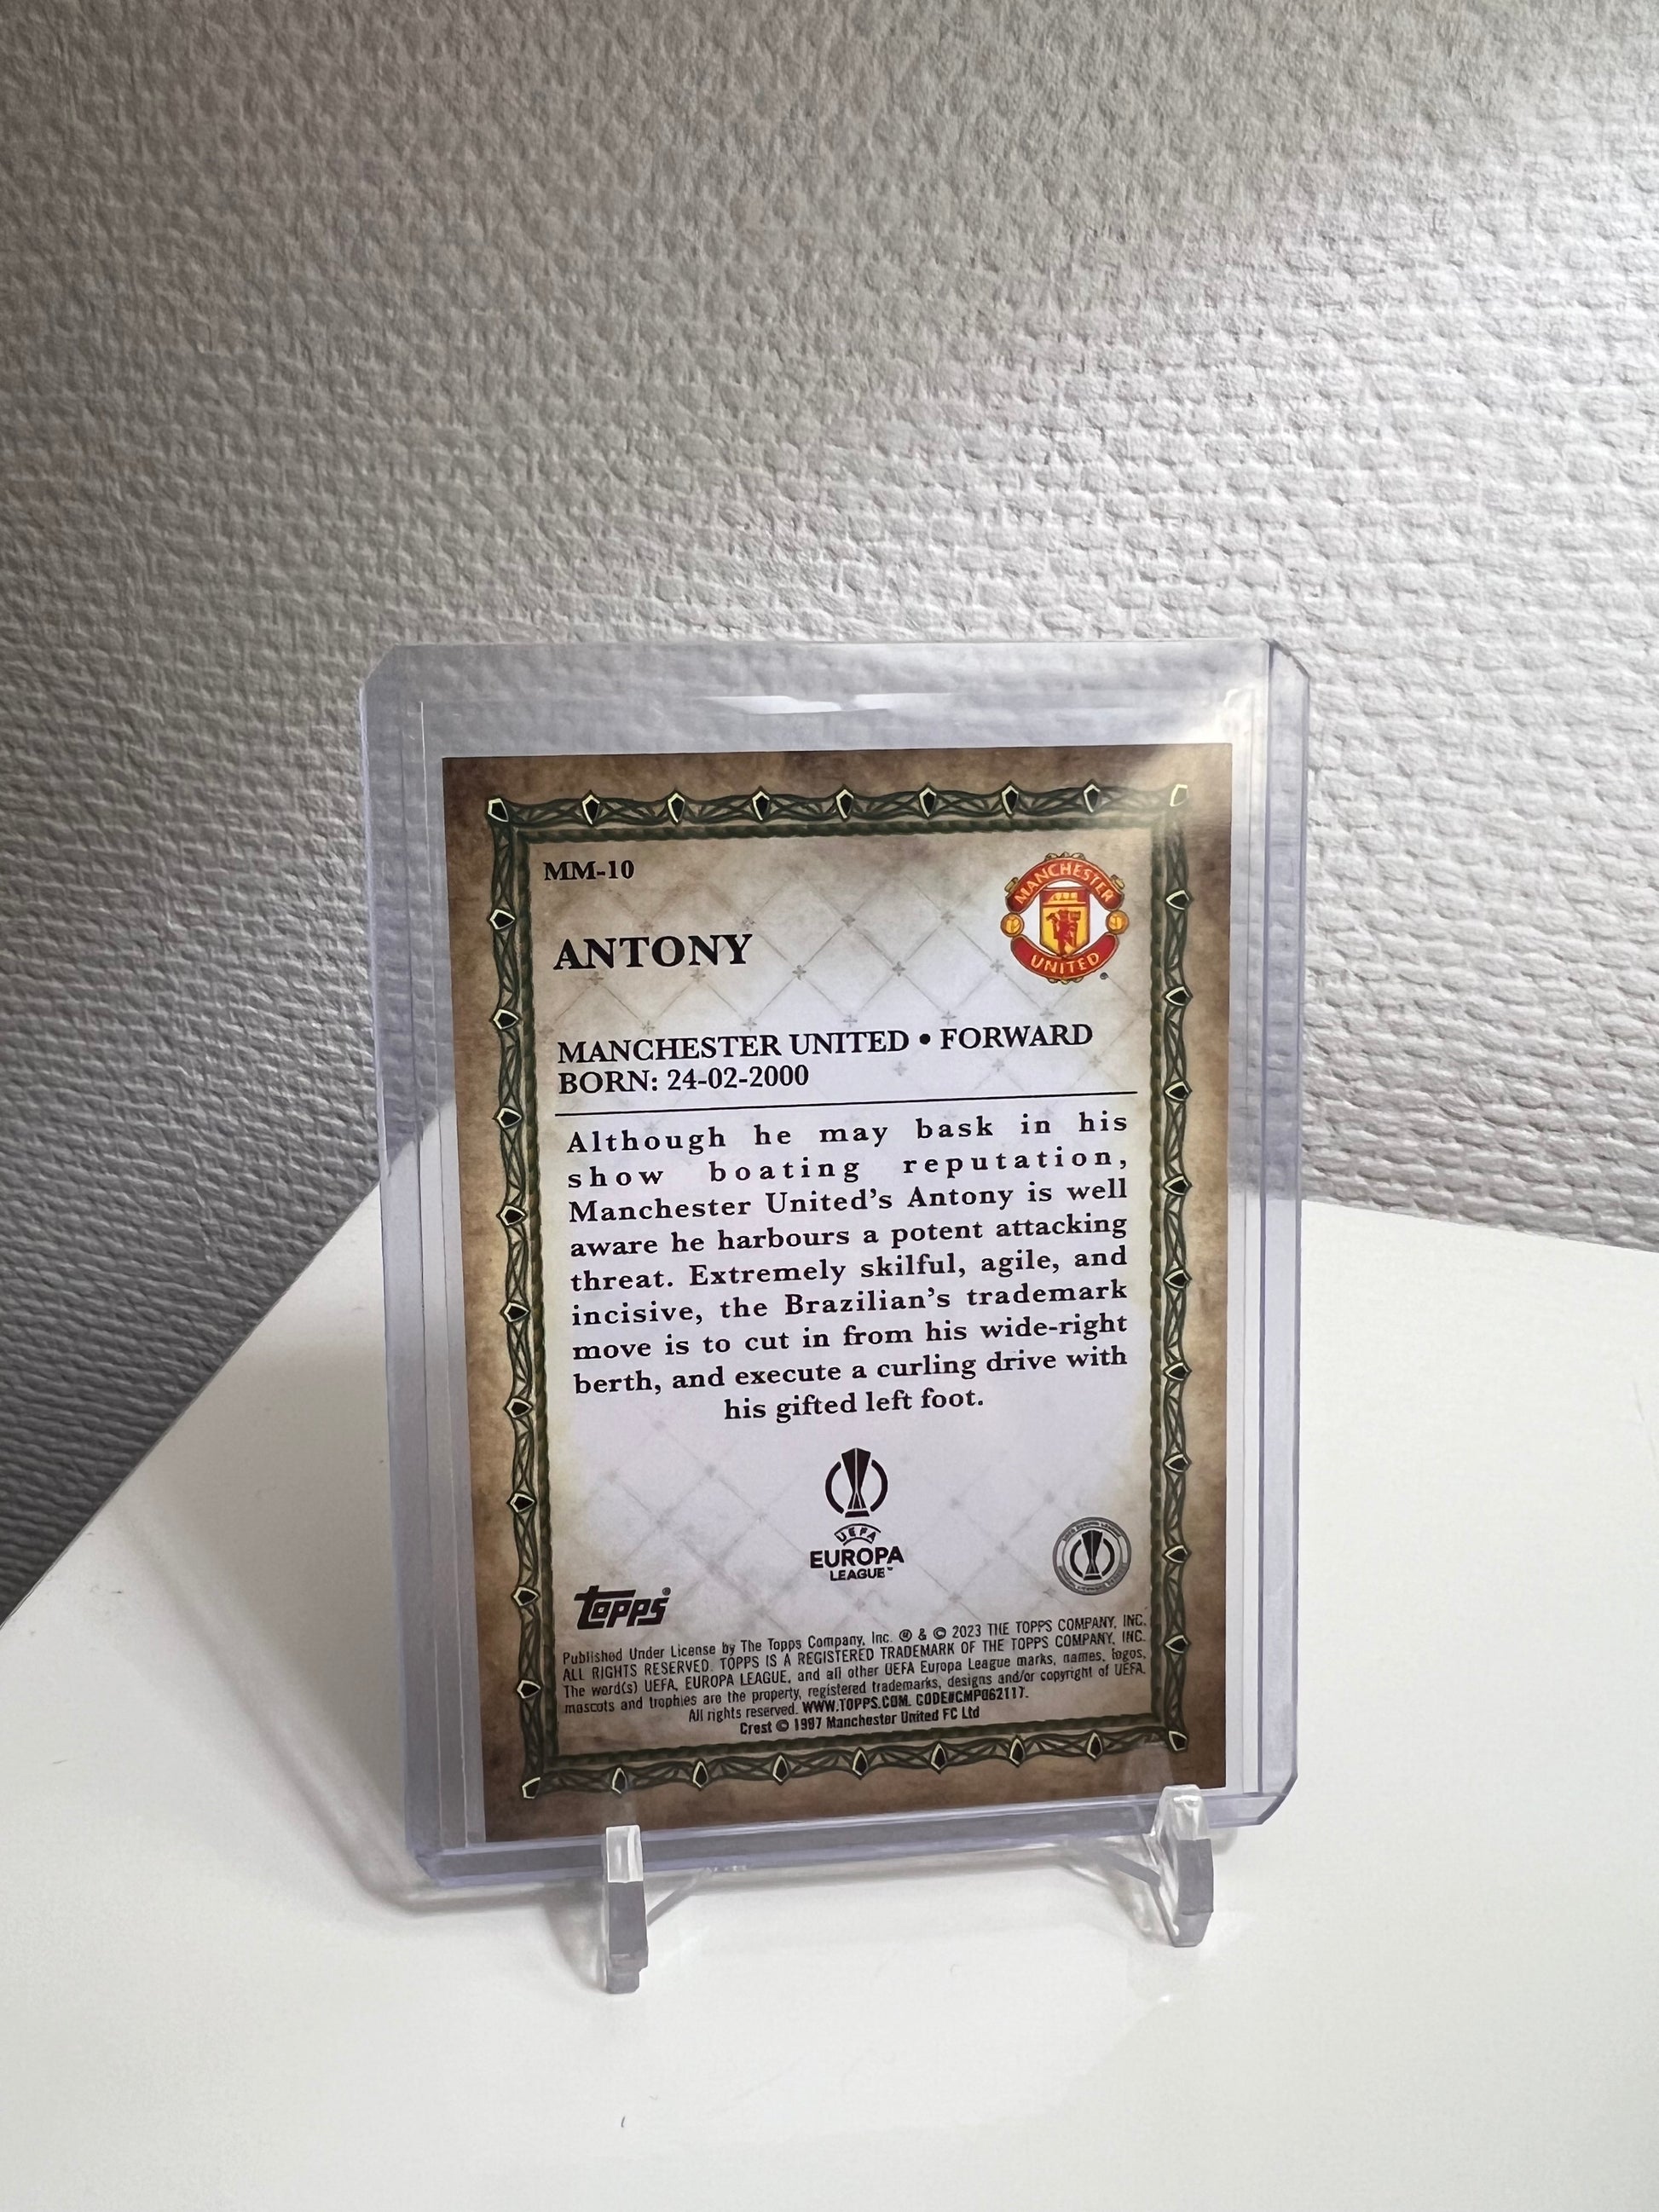 MM-10
MANCHESTER
UNITED
ANTONY
MANCHESTER UNITED • FORWARD
BORN: 24-02-2000
Although he may bask in his
show boating reputation,
Manchester United's Antony is well
aware he harbours a potent attacking
threat. Extremely skilful, agile, and
incisive, the Brazilian's trademark
move is to cut in from his wide-right
berth, and execute a curling drive with
his gifted left foot.
UEFA
EUROPA
LEAGUE™
Topps®
Published Under License by The Topps Company, Inc. ® & © 2023 THE TOPPS COMPANY, INC.
ALL RIGHTS RESERVED. TOPPS IS A REGISTERED TRADEMARK OF THE TOPPS COMPANY, INC.
The word(s) UEFA, EUROPA LEAGUE, and all other UEFA Europa League marks, names, logos,
mascots and trophies are the property, registered trademarks, designs and/or copyright of UEFA.
All rights reserved. WWW.TOPPS.COM. CODE#CMP062117.
Crest © 1997 Manchester United FC Ltd